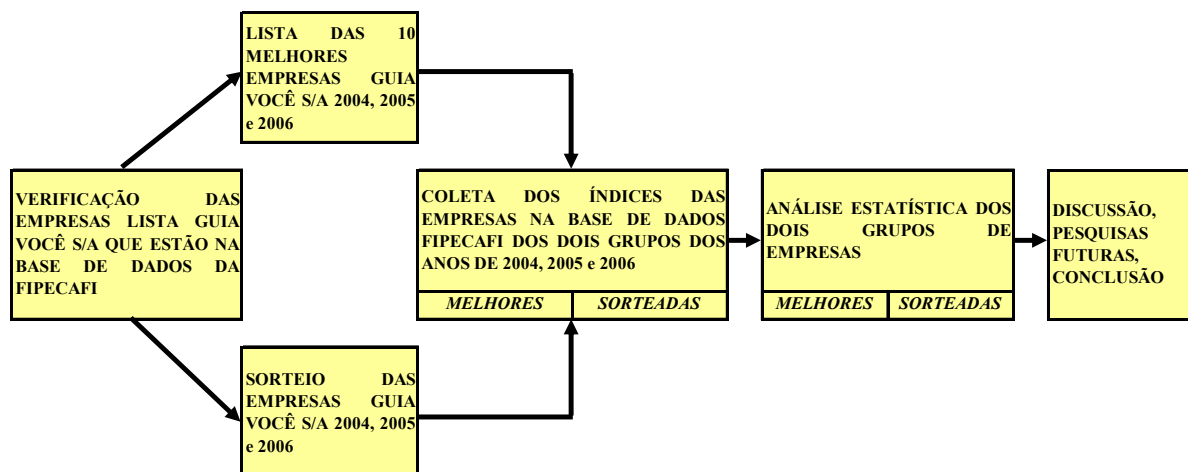 LISTA DAS 10
MELHORES
EMPRESAS GUIA
VOCÊ S/A 2004, 2005
e 2006
VERIFICAÇÃO DAS
EMPRESAS LISTA GUIA
VOCÊ S/A QUE ESTÃO NA
BASE DE DADOS DA
FIPECAFI
COLETA DOS ÍNDICES DAS
EMPRESAS NA BASE DE DADOS
FIPECAFI DOS DOIS GRUPOS DOS
ANOS DE 2004, 2005 e 2006
MELHORES SORTEADAS
ANÁLISE ESTATÍSTICA DOS
DOIS GRUPOS DE
EMPRESAS
MELHORES SORTEADAS
DISCUSSÃO,
PESQUISAS
FUTURAS,
CONCLUSÃO
SORTEIO DAS
EMPRESAS GUIA
VOCÊ S/A 2004, 2005
e 2006